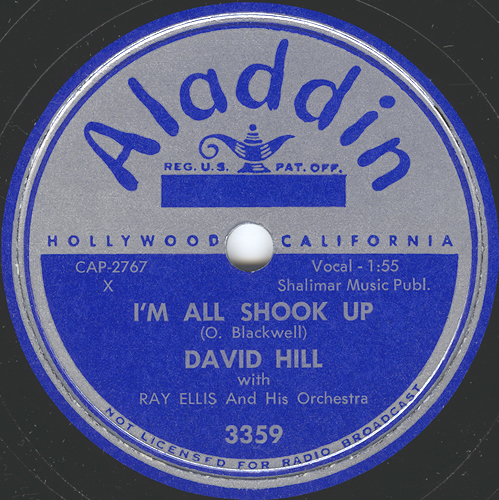 Aladdin
REG. U.S. PAT. OFF.
HOLLYWOOD CALIFORNIA
CAP-2767
X
Vocal - 1:55
Shalimar Music Publ.
I'M ALL SHOOK UP
(O. Blackwell)
DAVID HILL
with
RAY ELLIS And His Orchestra
3359
NOT LICENSED FOR RADIO BROADCAST